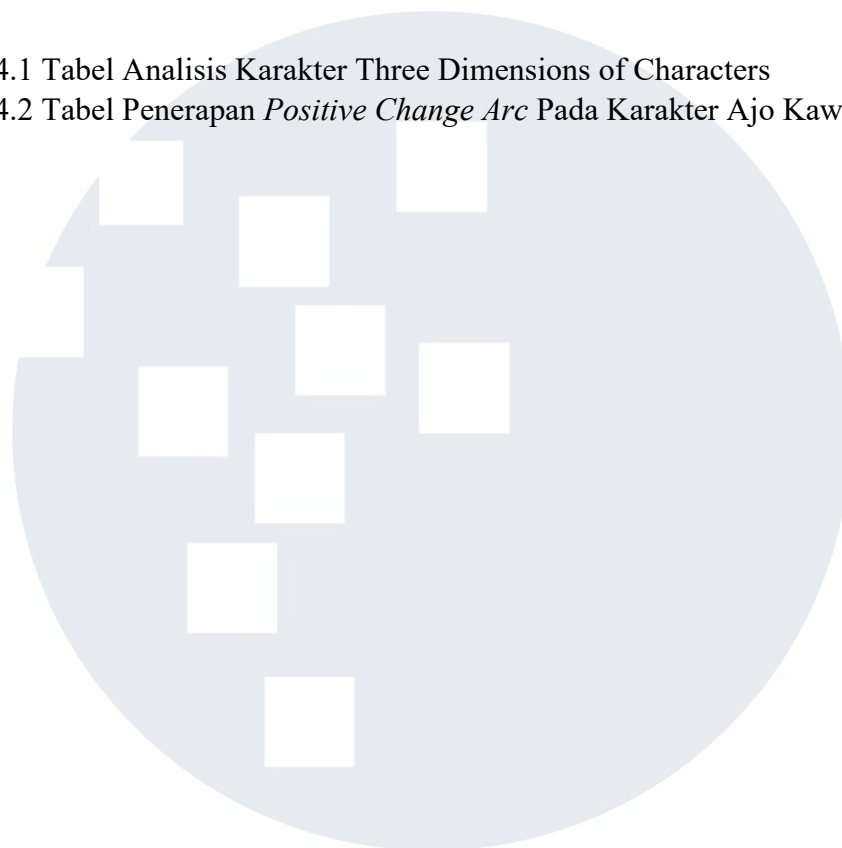 4.1 Tabel Analisis Karakter Three Dimensions of Characters
4.2 Tabel Penerapan Positive Change Arc Pada Karakter Ajo Kaw